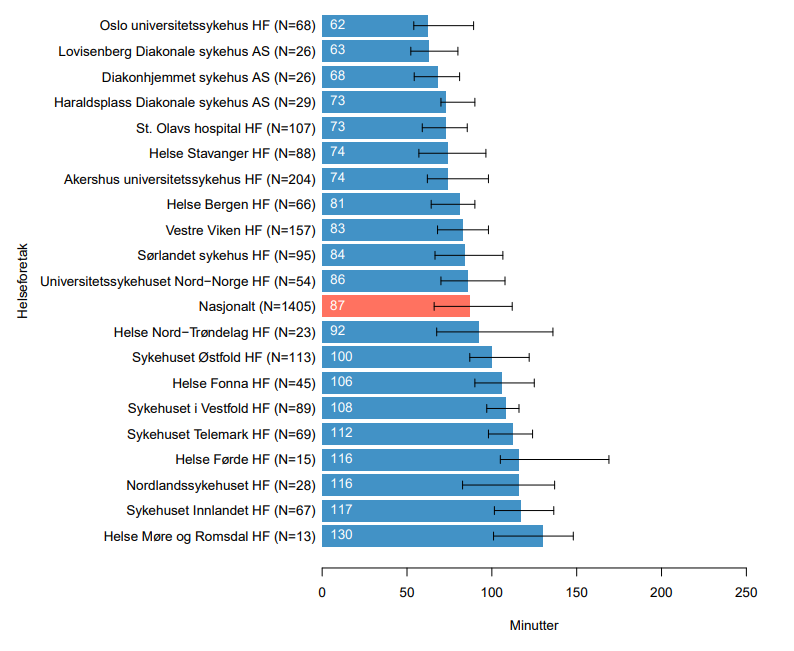 Oslo universitetssykehus HF (N=68) 62
Lovisenberg Diakonale sykehus AS (N=26) 63
Diakonhjemmet sykehus AS (N=26) 68
Haraldsplass Diakonale sykehus AS (N=29) 73
St. Olavs hospital HF (N=107) 73
Helse Stavanger HF (N=88) 74
Akershus universitetssykehus HF (N=204) 74
Helse Bergen HF (N=66) 81
Vestre Viken HF (N=157) 83
Sørlandet sykehus HF (N=95) 84
Universitetssykehuset Nord−Norge HF (N=54) 86
Nasjonalt (N=1405) 87
Helse Nord−Trøndelag HF (N=23) 92
Sykehuset Østfold HF (N=113) 100
Helse Fonna HF (N=45) 106
Sykehuset i Vestfold HF (N=89) 108
Sykehuset Telemark HF (N=69) 112
Helse Førde HF (N=15) 116
Nordlandssykehuset HF (N=28) 116
Sykehuset Innlandet HF (N=67) 117
Helse Møre og Romsdal HF (N=13) 130
Helseforetak
0 50 100 150 200 250
Minutter